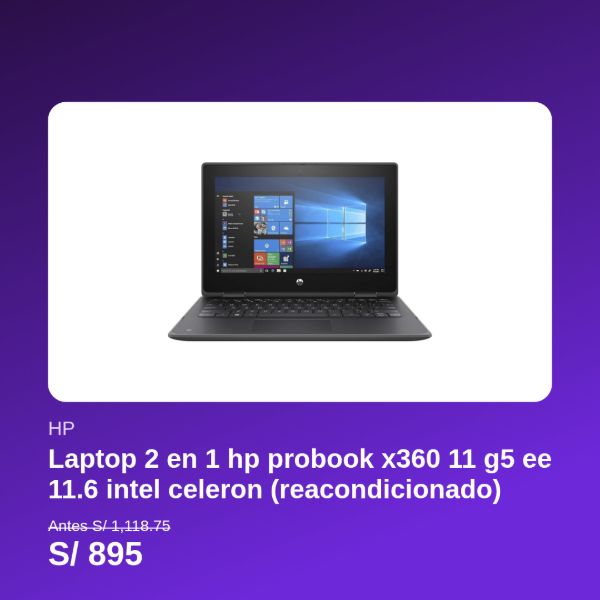 HP
Laptop 2 en 1 hp probook x360 11 g5 ee
11.6 intel celeron (reacondicionado)
Antes S/ 1,118.75
S/ 895